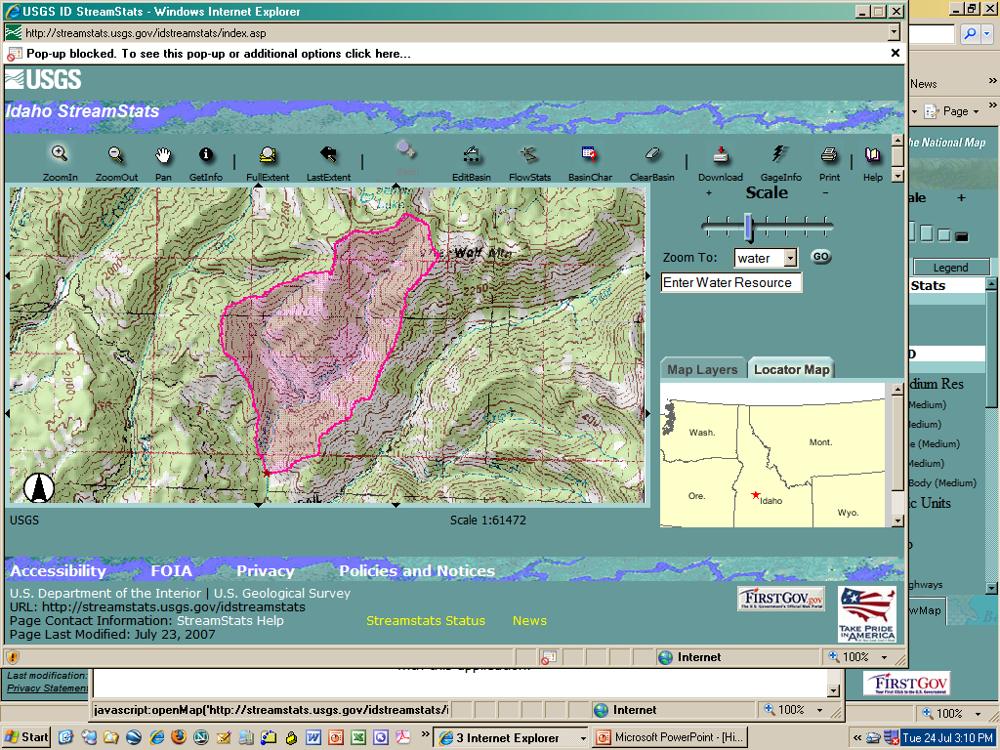 USGS ID StreamStats - Windows Internet Explorer
http://streamstats.usgs.gov/idstreamstats/index.asp
Pop-up blocked. To see this pop-up or additional options click here...
USGS
Idaho StreamStats
ZoomIn ZoomOut Pan GetInfo FullExtent LastExtent EditBasin FlowStats BasinChar ClearBasin Download GageInfo Print Help
+ Scale -
Zoom To: water GO
Enter Water Resource
Wolf Mtn
2250
Map Layers Locator Map
Wash.
Mont.
Ore.
Idaho
Wyo.
USGS Scale 1:61472
Accessibility FOIA Privacy Policies and Notices
U.S. Department of the Interior | U.S. Geological Survey
URL: http://streamstats.usgs.gov/idstreamstats
Page Contact Information: StreamStats Help Streamstats Status News
Page Last Modified: July 23, 2007
FIRSTGOV.gov
TAKE PRIDE
IN AMERICA
Internet 100%
News
Page
he National Map
ale +
Legend
Stats
D
dium Res
Medium)
dium)
e (Medium)
Medium)
Body (Medium)
ic Units
ghways
wMap
Last modification:
Privacy Statement
FIRSTGOV
javascript:openMap('http://streamstats.usgs.gov/idstreamstats/i
Internet 100%
100%
Start 3 Internet Explorer Microsoft PowerPoint - [Hi... Tue 24 Jul 3:10 PM